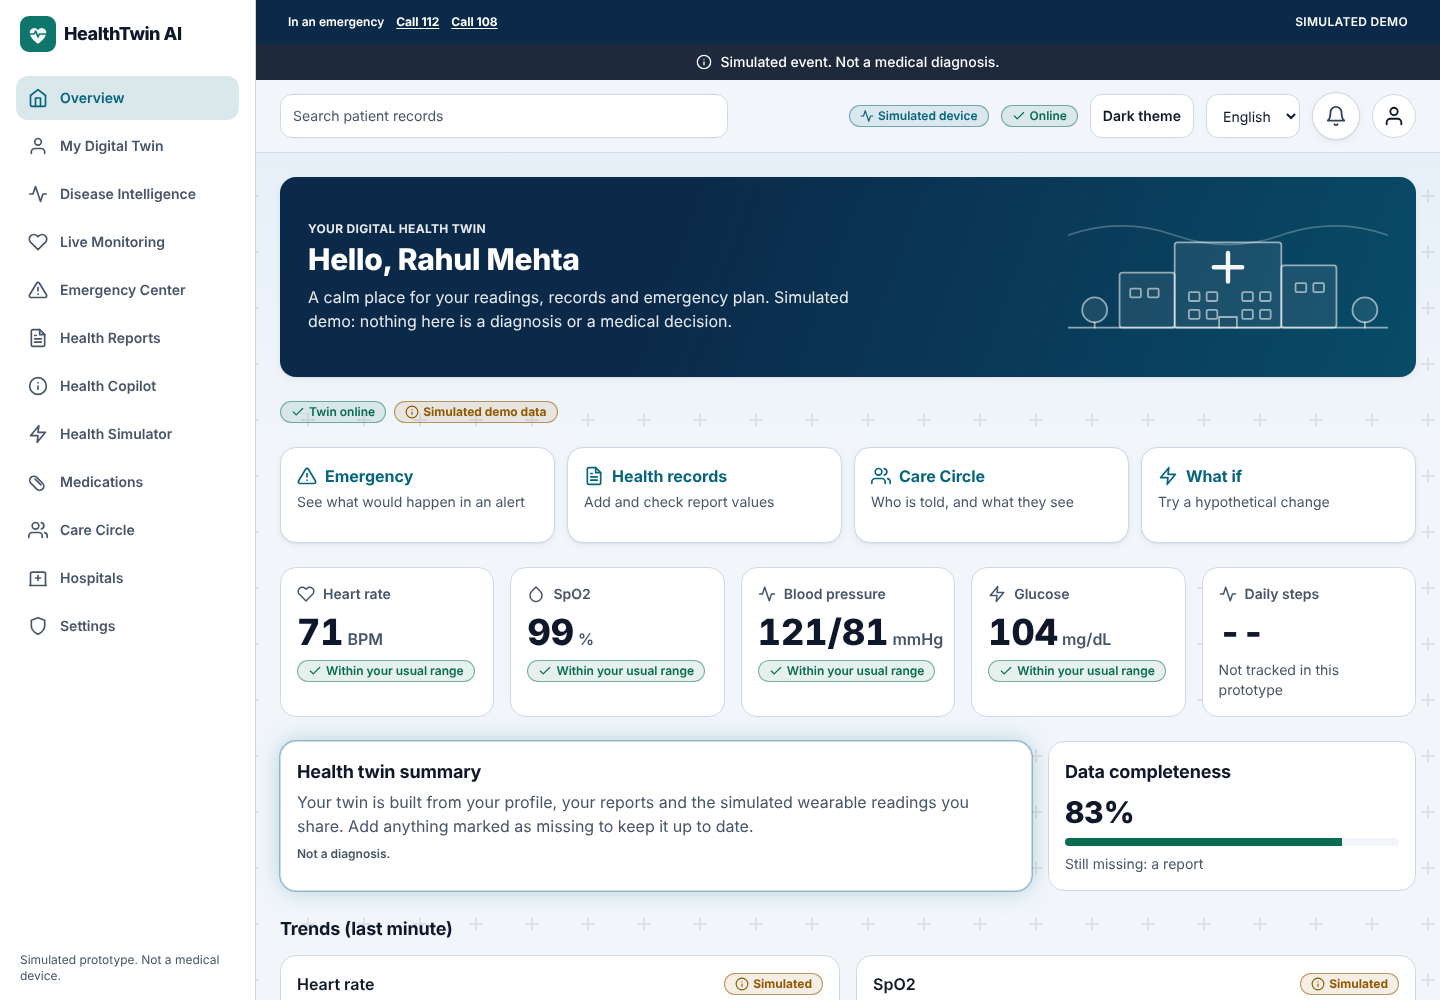 HealthTwin AI
Overview
My Digital Twin
Disease Intelligence
Live Monitoring
Emergency Center
Health Reports
Health Copilot
Health Simulator
Medications
Care Circle
Hospitals
Settings
Simulated prototype. Not a medical
device.
In an emergency Call 112 Call 108
SIMULATED DEMO
Simulated event. Not a medical diagnosis.
Search patient records
Simulated device
Online
Dark theme
English
YOUR DIGITAL HEALTH TWIN
Hello, Rahul Mehta
A calm place for your readings, records and emergency plan. Simulated
demo: nothing here is a diagnosis or a medical decision.
Twin online
Simulated demo data
Emergency
See what would happen in an alert
Health records
Add and check report values
Care Circle
Who is told, and what they see
What if
Try a hypothetical change
Heart rate
71 BPM
Within your usual range
SpO2
99 %
Within your usual range
Blood pressure
121/81 mmHg
Within your usual range
Glucose
104 mg/dL
Within your usual range
Daily steps
--
Not tracked in this
prototype
Health twin summary
Your twin is built from your profile, your reports and the simulated wearable readings you
share. Add anything marked as missing to keep it up to date.
Not a diagnosis.
Data completeness
83%
Still missing: a report
Trends (last minute)
Heart rate
Simulated
SpO2
Simulated